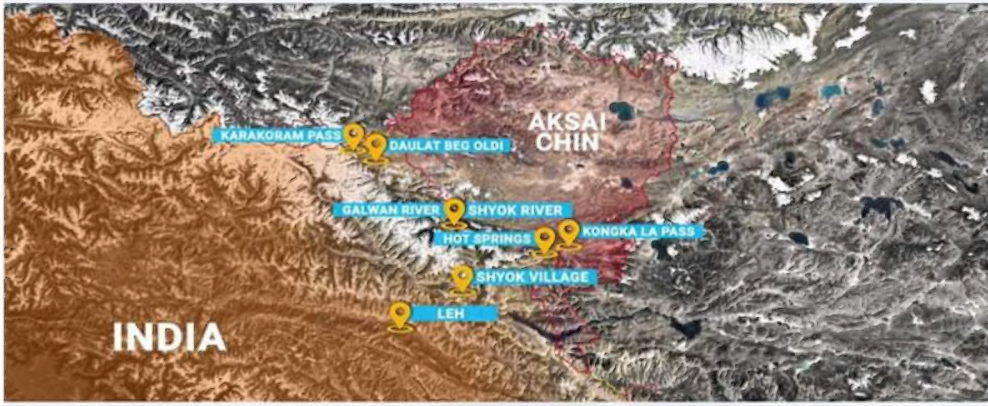 AKSAI
CHIN
KARAKORAM PASS
DAULAT BEG OLDI
GALWAN RIVER
SHYOK RIVER
HOT SPRINGS
KONGKA LA PASS
SHYOK VILLAGE
LEH
INDIA